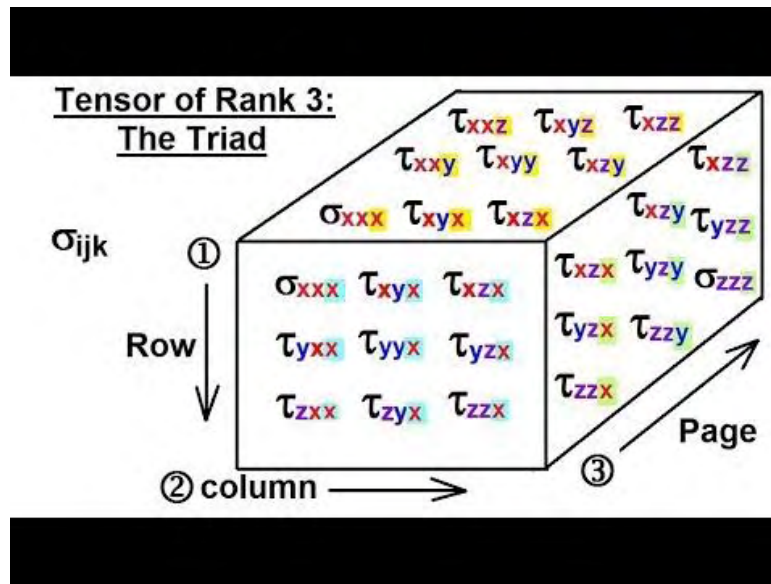 Tensor of Rank 3:
The Triad
σijk
τxxz τxyz τxzz
τxxy τxyy τxzy
σxxx τxyx τxzx
①
Row
σxxx τxyx τxzx
τyxx τyyx τyzx
τzxx τzyx τzzx
τxzz
τxzy τyzz
τxzx τyzy σzzz
τyzx τzzy
τzzx
② column
③
Page